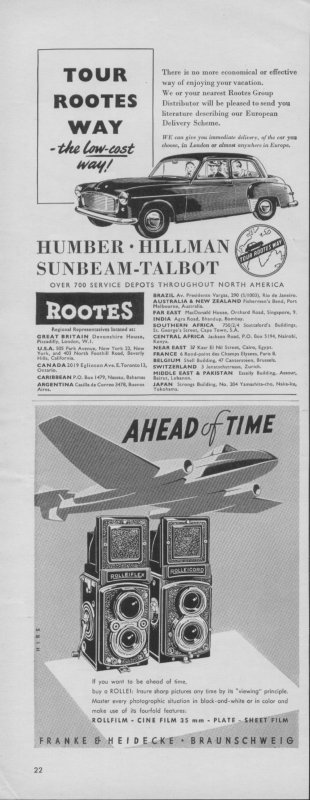 TOUR
ROOTES
WAY
-the low-cost
way!
There is no more economical or effective
way of enjoying your vacation.
We or your nearest Rootes Group
Distributor will be pleased to send you
literature describing our European
Delivery Scheme.
WE can give you immediate delivery, of the car you
choose, in London or almost anywhere in Europe.
HUMBER · HILLMAN
SUNBEAM-TALBOT
TOUR ROOTES WAY
OVER 700 SERVICE DEPOTS THROUGHOUT NORTH AMERICA
ROOTES
Regional Representatives located at:
GREAT BRITAIN Devonshire House,
Piccadilly, London, W.1.
U.S.A. 505 Park Avenue, New York 22, New
York, and 403 North Foothill Road, Beverly
Hills, California.
CANADA 2019 Eglinton Ave. E. Toronto 13,
Ontario.
CARIBBEAN P.O. Box 1479, Nassau, Bahamas
ARGENTINA Casilla de Correo 3478, Buenos
Aires.
BRAZIL Av. Presidente Vargas, 290 (S/1003), Rio de Janeiro.
AUSTRALIA & NEW ZEALAND Fishermen's Bend, Port
Melbourne, Australia.
FAR EAST MacDonald House, Orchard Road, Singapore, 9.
INDIA Agra Road, Bhandup, Bombay.
SOUTHERN AFRICA 750/2/4 Stuttaford's Buildings,
St. George's Street, Cape Town, S.A.
CENTRAL AFRICA Jackson Road, P.O. Box 5194, Nairobi,
Kenya.
NEAR EAST 37 Kasr El Nil Street, Cairo, Egypt.
FRANCE 6 Rond-point des Champs Elysees, Paris 8.
BELGIUM Shell Building, 47 Cantersteen, Brussels.
SWITZERLAND 3 Jenatschstrasse, Zurich.
MIDDLE EAST & PAKISTAN Esseily Building, Assour,
Beirut, Lebanon.
JAPAN Strong Building, No. 204 Yamashita-cho, Naka-ku,
Yokohama.
AHEAD of TIME
ROLLEIFLEX
ROLLEICORD
If you want to be ahead of time,
buy a ROLLEI: Insure sharp pictures any time by its "viewing" principle.
Master every photographic situation in black-and-white or in color and
make use of its fourfold features:
ROLLFILM - CINE FILM 35 mm - PLATE - SHEET FILM
FRANKE & HEIDECKE · BRAUNSCHWEIG
22